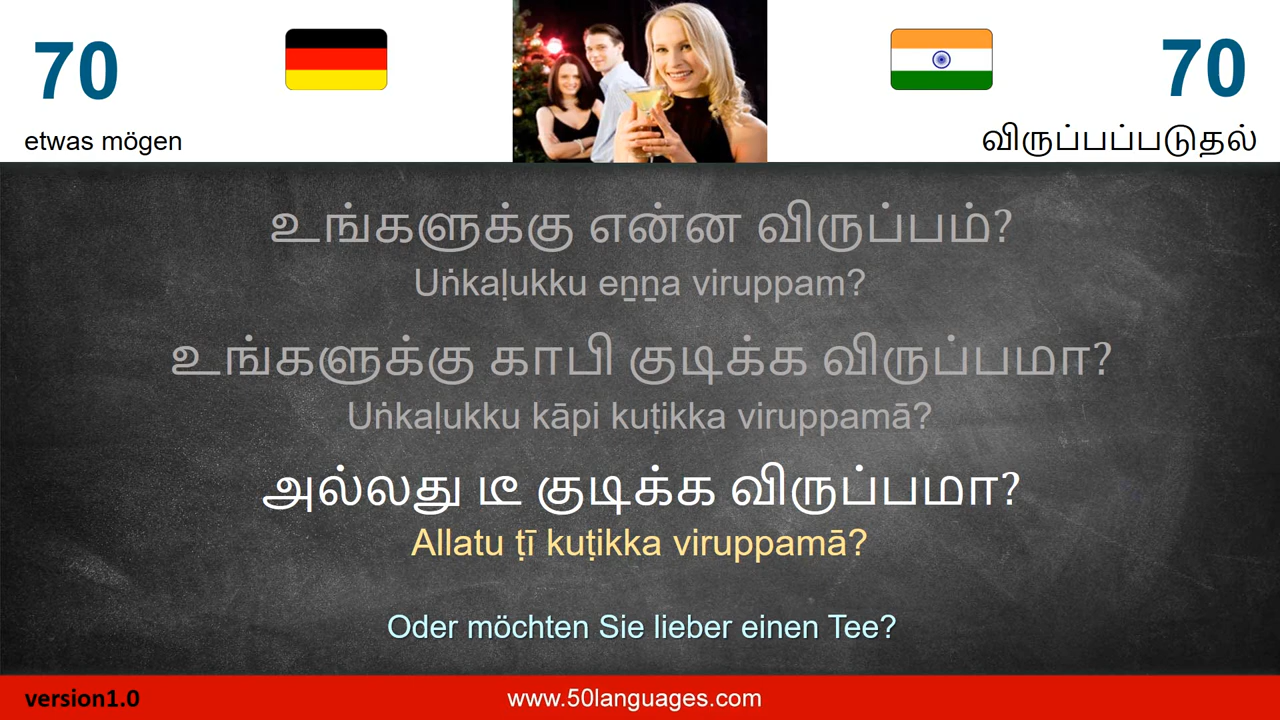 70
70
etwas mögen
விருப்பப்படுதல்
உங்களுக்கு என்ன விருப்பம்?
Uṅkaḷukku eṉṉa viruppam?
உங்களுக்கு காபி குடிக்க விருப்பமா?
Uṅkaḷukku kāpi kuṭikka viruppamā?
அல்லது டீ குடிக்க விருப்பமா?
Allatu ṭī kuṭikka viruppamā?
Oder möchten Sie lieber einen Tee?
version1.0
www.50languages.com